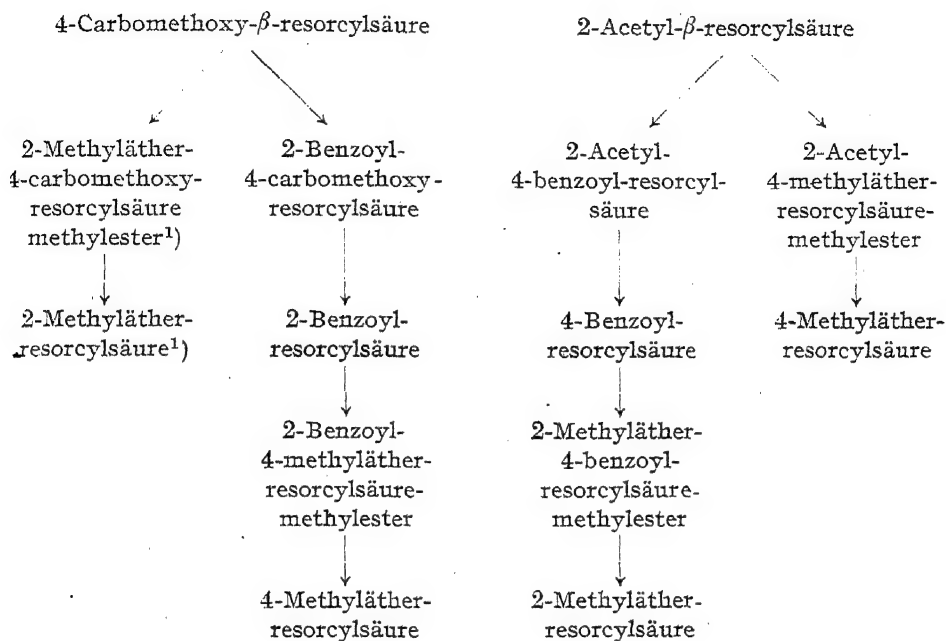 4-Carbomethoxy-β-resorcylsäure
2-Acetyl-β-resorcylsäure
2-Methyläther-
4-carbomethoxy-
resorcylsäure
methylester¹)
2-Benzoyl-
4-carbomethoxy-
resorcylsäure
2-Acetyl-
4-benzoyl-resorcyl-
säure
2-Acetyl-
4-methyläther-
resorcylsäure-
methylester
2-Methyläther-
resorcylsäure¹)
2-Benzoyl-
resorcylsäure
4-Benzoyl-
resorcylsäure
4-Methyläther-
resorcylsäure
2-Benzoyl-
4-methyläther-
resorcylsäure-
methylester
2-Methyläther-
4-benzoyl-
resorcylsäure-
methylester
4-Methyläther-
resorcylsäure
2-Methyläther-
resorcylsäure